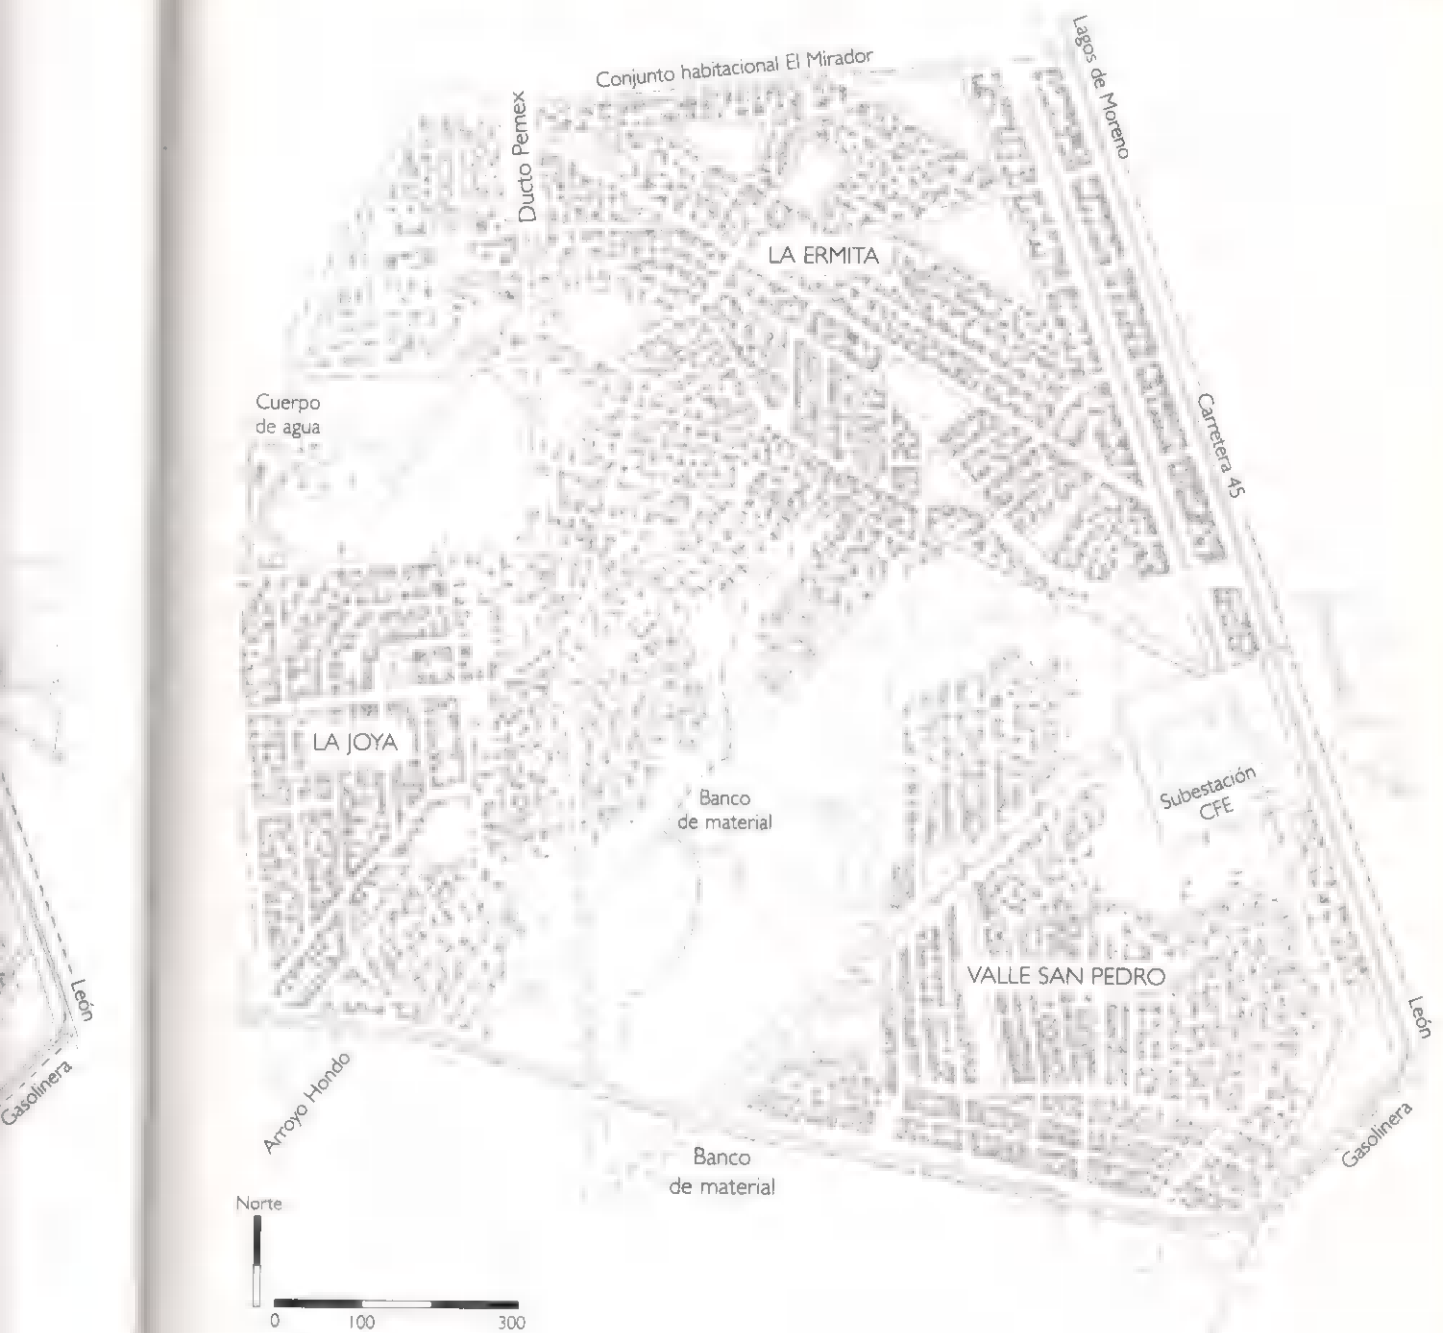 Conjunto habitacional El Mirador
Lagos de Moreno
Ducto Pemex
LA ERMITA
Cuerpo
de agua
Carretera 45
LA JOYA
Banco
de material
Subestación
CFE
VALLE SAN PEDRO
León
León
Gasolinera
Gasolinera
Arroyo Hondo
Banco
de material
Norte
0 100 300